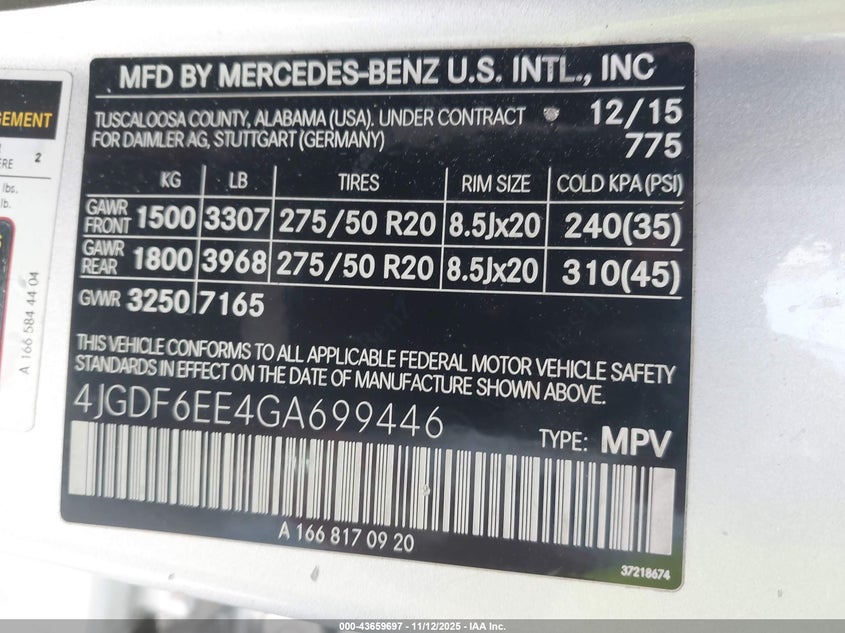 MFD BY MERCEDES-BENZ U.S. INTL., INC
TUSCALOOSA COUNTY, ALABAMA (USA). UNDER CONTRACT 12/15
FOR DAIMLER AG, STUTTGART (GERMANY) 775
KG LB TIRES RIM SIZE COLD KPA (PSI)
GAWR FRONT 1500 3307 275/50 R20 8.5Jx20 240(35)
GAWR REAR 1800 3968 275/50 R20 8.5Jx20 310(45)
GVWR 3250 7165
THIS VEHICLE CONFORMS TO ALL APPLICABLE FEDERAL MOTOR VEHICLE SAFETY
STANDARDS IN EFFECT ON THE DATE OF MANUFACTURE SHOWN ABOVE.
4JGDF6EE4GA699446 TYPE: MPV
A 166 817 09 20
37218674
2
lbs.
lb.
A 166 584 44 04
000-43659697 - 11/12/2025 - IAA Inc.